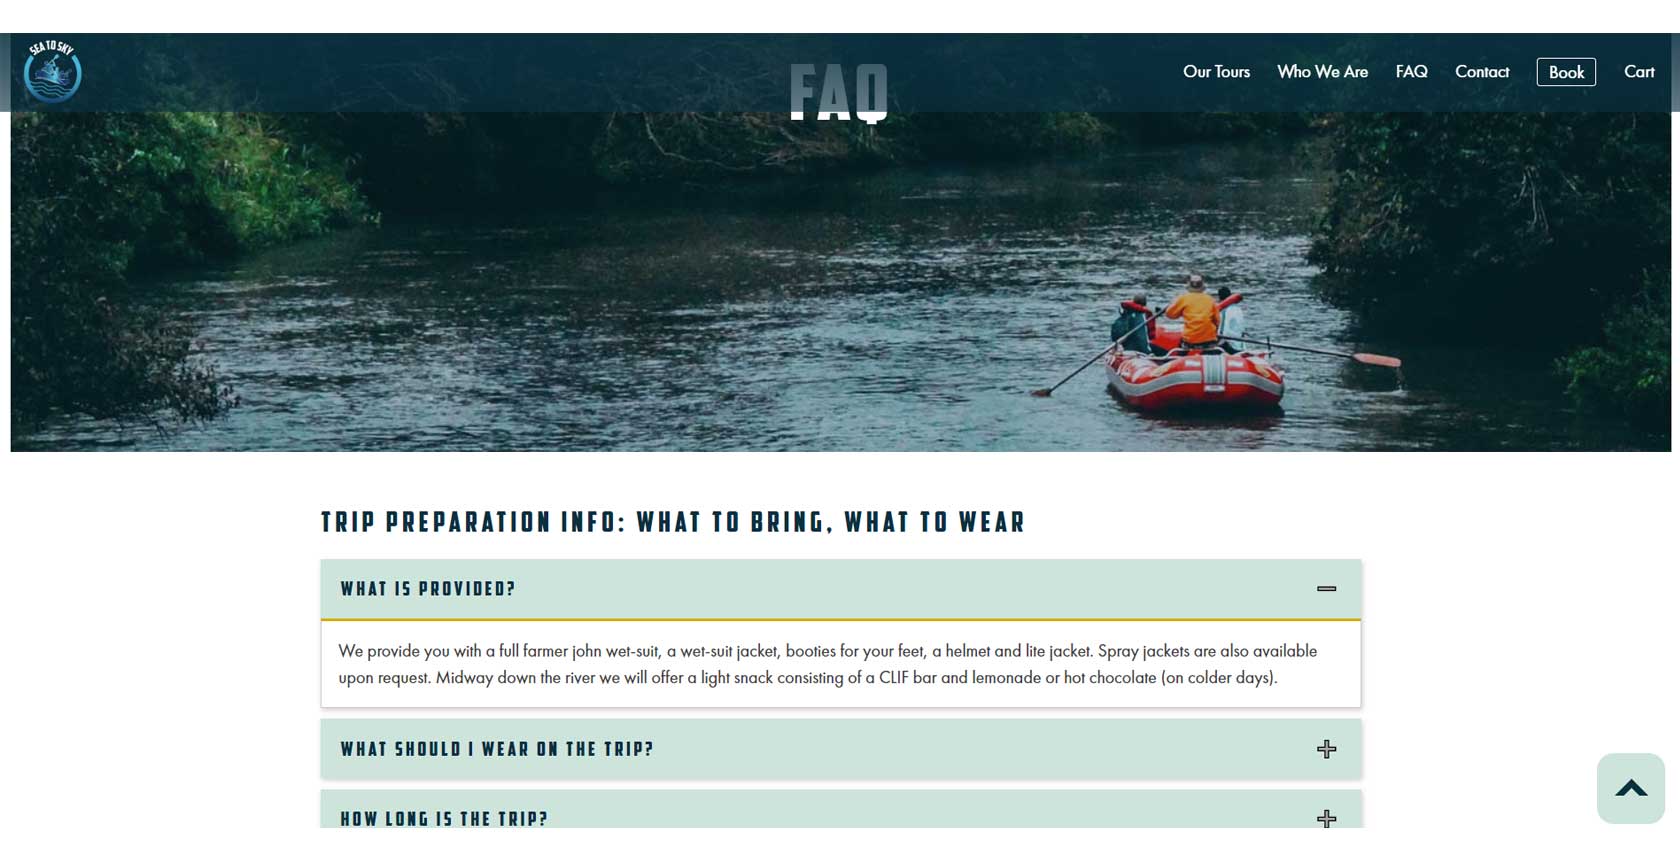 SEA TO SKY
Our Tours Who We Are FAQ Contact Book Cart
FAQ
TRIP PREPARATION INFO: WHAT TO BRING, WHAT TO WEAR
WHAT IS PROVIDED?
We provide you with a full farmer john wet-suit, a wet-suit jacket, booties for your feet, a helmet and lite jacket. Spray jackets are also available
upon request. Midway down the river we will offer a light snack consisting of a CLIF bar and lemonade or hot chocolate (on colder days).
WHAT SHOULD I WEAR ON THE TRIP?
HOW LONG IS THE TRIP?